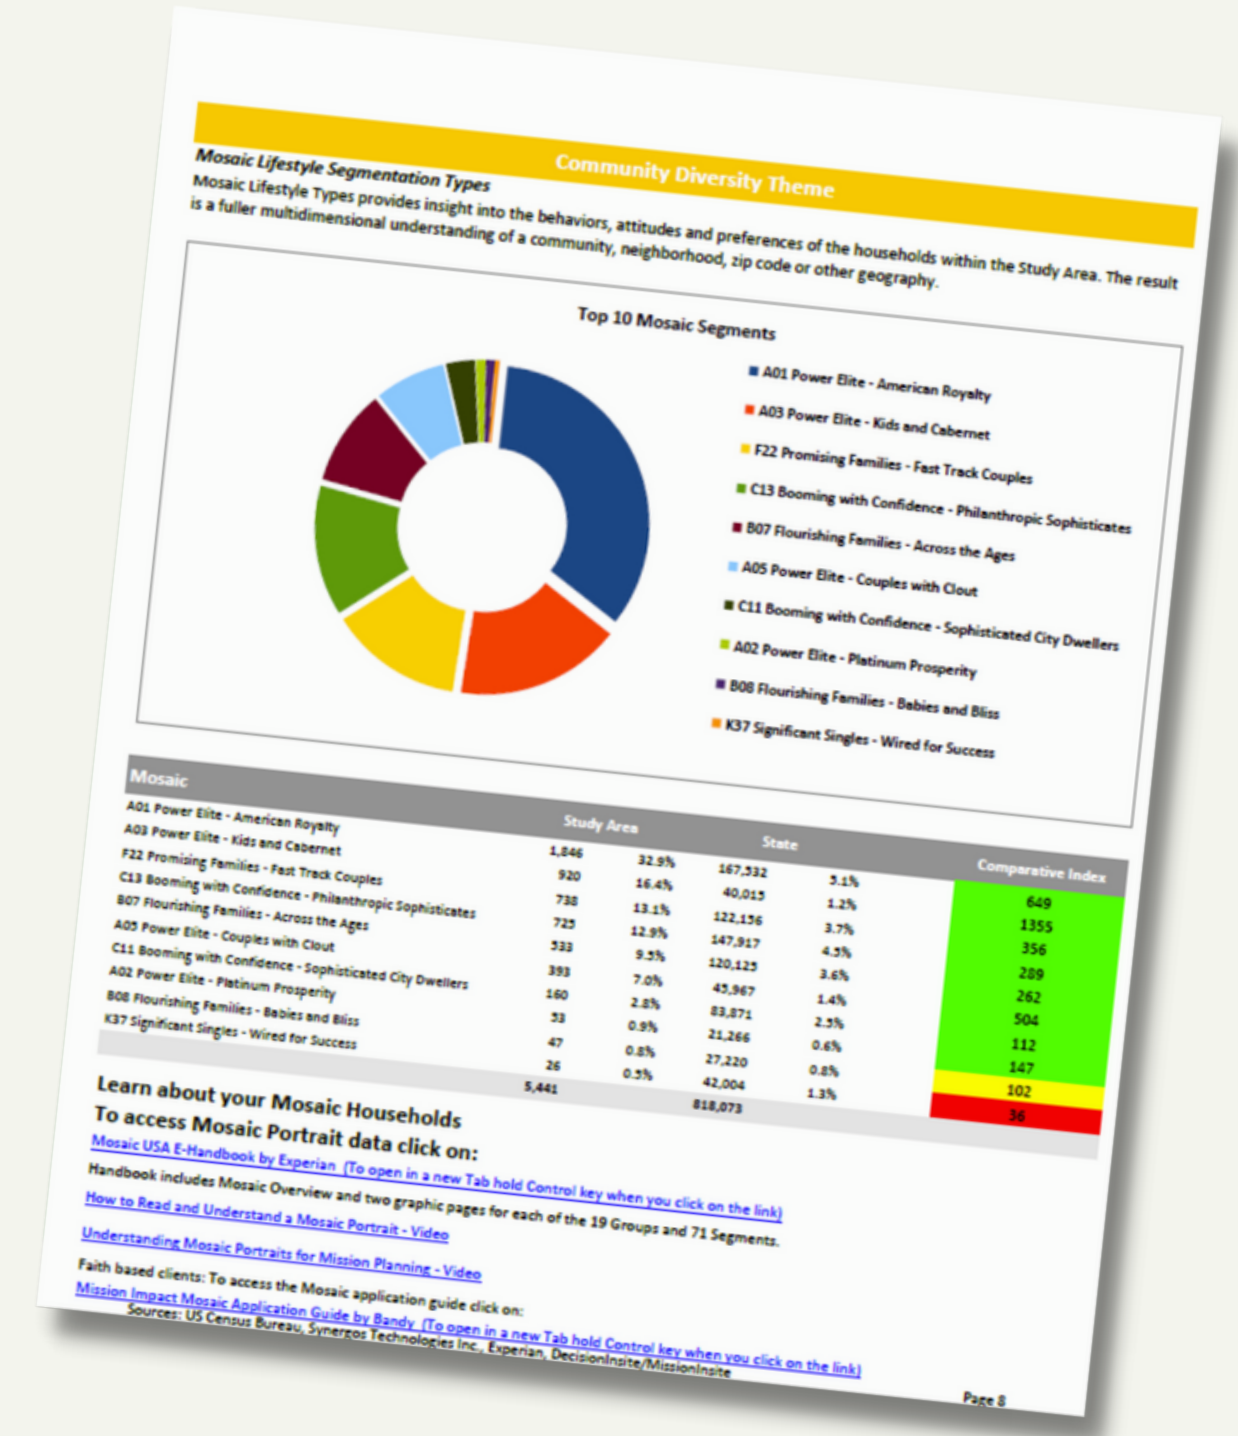 Community Diversity Theme
Mosaic Lifestyle Segmentation Types
Mosaic Lifestyle Types provides insight into the behaviors, attitudes and preferences of the households within the Study Area. The result
is a fuller multidimensional understanding of a community, neighborhood, zip code or other geography.
Top 10 Mosaic Segments
A01 Power Elite - American Royalty
A03 Power Elite - Kids and Cabernet
F22 Promising Families - Fast Track Couples
C13 Booming with Confidence - Philanthropic Sophisticates
B07 Flourishing Families - Across the Ages
A05 Power Elite - Couples with Clout
C11 Booming with Confidence - Sophisticated City Dwellers
A02 Power Elite - Platinum Prosperity
B08 Flourishing Families - Babies and Bliss
K37 Significant Singles - Wired for Success
Mosaic Study Area State Comparative Index
A01 Power Elite - American Royalty 1,846 32.9% 167,532 5.1% 649
A03 Power Elite - Kids and Cabernet 920 16.4% 40,015 1.2% 1355
F22 Promising Families - Fast Track Couples 738 13.1% 122,156 3.7% 356
C13 Booming with Confidence - Philanthropic Sophisticates 725 12.9% 147,917 4.5% 289
B07 Flourishing Families - Across the Ages 533 9.5% 120,125 3.6% 262
A05 Power Elite - Couples with Clout 393 7.0% 45,967 1.4% 504
C11 Booming with Confidence - Sophisticated City Dwellers 160 2.8% 83,871 2.5% 112
A02 Power Elite - Platinum Prosperity 53 0.9% 21,266 0.6% 147
B08 Flourishing Families - Babies and Bliss 47 0.8% 27,220 0.8% 102
K37 Significant Singles - Wired for Success 26 0.5% 42,004 1.3% 36
5,441 818,073
Learn about your Mosaic Households
To access Mosaic Portrait data click on:
Mosaic USA E-Handbook by Experian (To open in a new Tab hold Control key when you click on the link)
Handbook includes Mosaic Overview and two graphic pages for each of the 19 Groups and 71 Segments.
How to Read and Understand a Mosaic Portrait - Video
Understanding Mosaic Portraits for Mission Planning - Video
Faith based clients: To access the Mosaic application guide click on:
Mission Impact Mosaic Application Guide by Bandy (To open in a new Tab hold Control key when you click on the link)
Sources: US Census Bureau, Synergos Technologies Inc., Experian, DecisionInsite/MissionInsite
Page 8